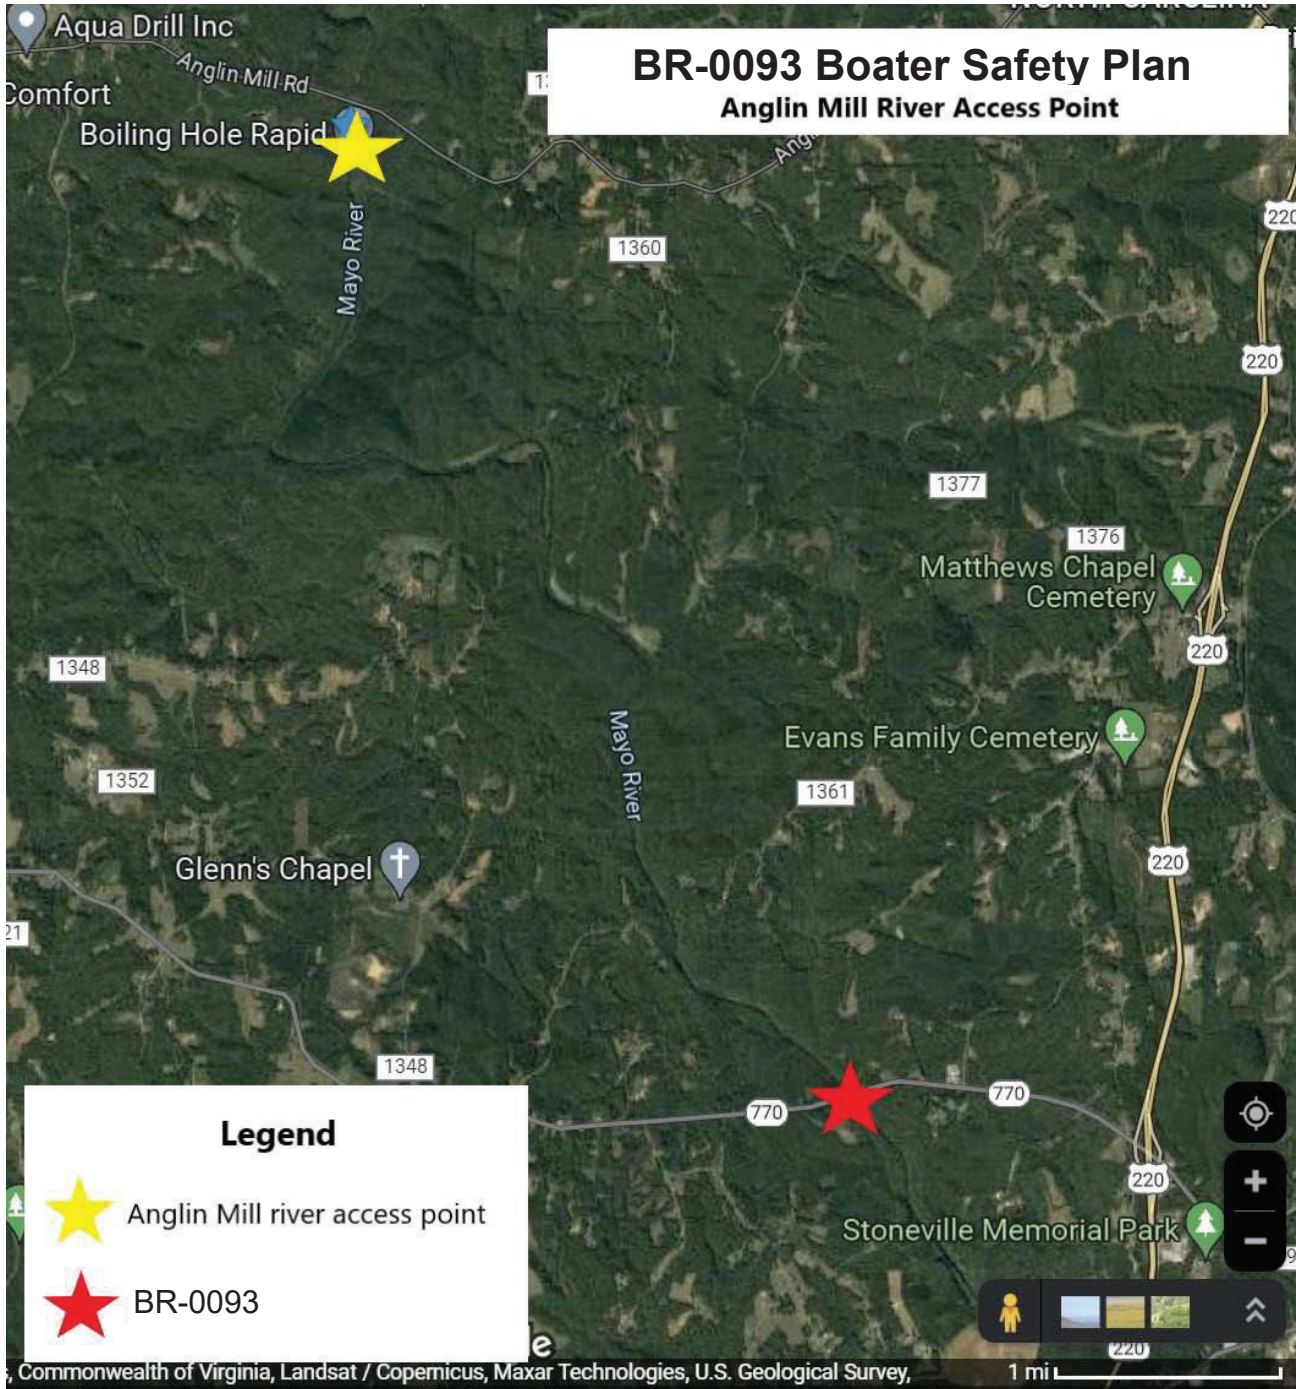 NORTH CAROLINA
Aqua Drill Inc
Anglin Mill Rd
Comfort
Boiling Hole Rapid
BR-0093 Boater Safety Plan
Anglin Mill River Access Point
220
Mayo River
1360
220
1377
1376
Matthews Chapel
Cemetery
220
1348
Mayo River
Evans Family Cemetery
1352
1361
Glenn's Chapel
220
21
1348
770
770
Legend
Anglin Mill river access point
BR-0093
220
Stoneville Memorial Park
220
, Commonwealth of Virginia, Landsat / Copernicus, Maxar Technologies, U.S. Geological Survey,
1 mi